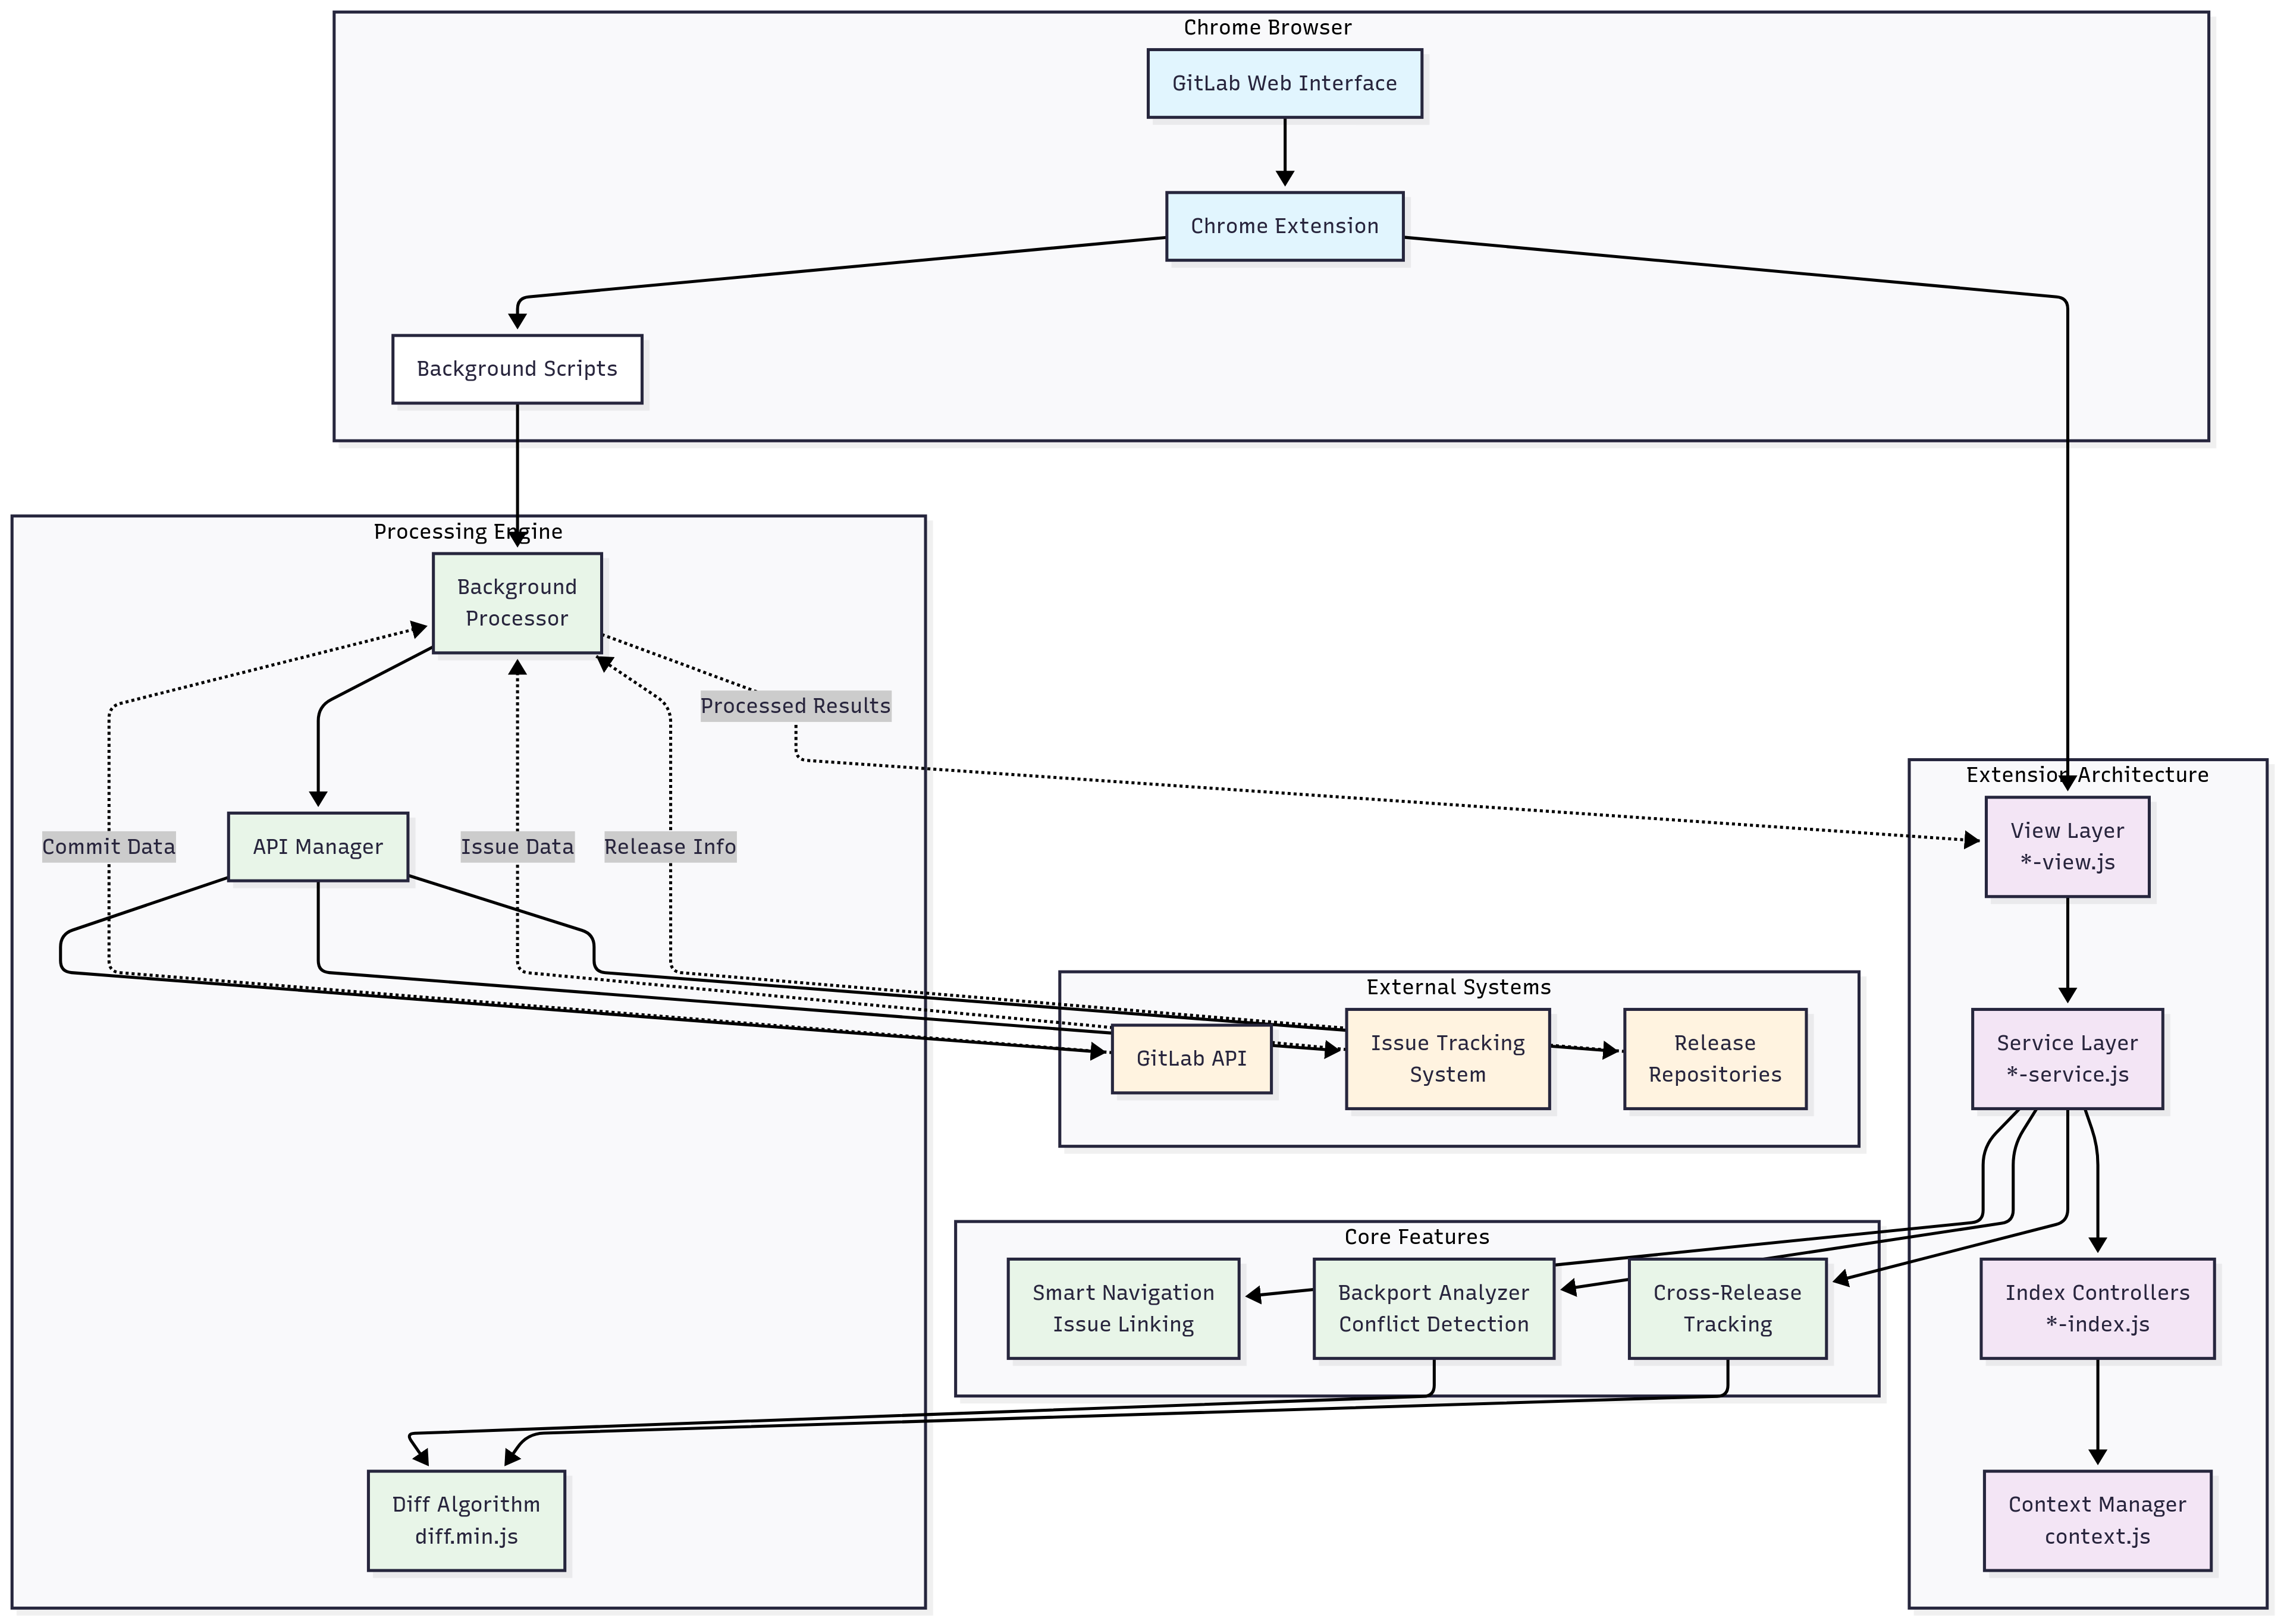 Chrome Browser
GitLab Web Interface
Chrome Extension
Background Scripts
Processing Engine
Background
Processor
Processed Results
Extension Architecture
View Layer
*-view.js
Commit Data
API Manager
Issue Data
Release Info
External Systems
GitLab API
Issue Tracking
System
Release
Repositories
Service Layer
*-service.js
Core Features
Smart Navigation
Issue Linking
Backport Analyzer
Conflict Detection
Cross-Release
Tracking
Index Controllers
*-index.js
Diff Algorithm
diff.min.js
Context Manager
context.js